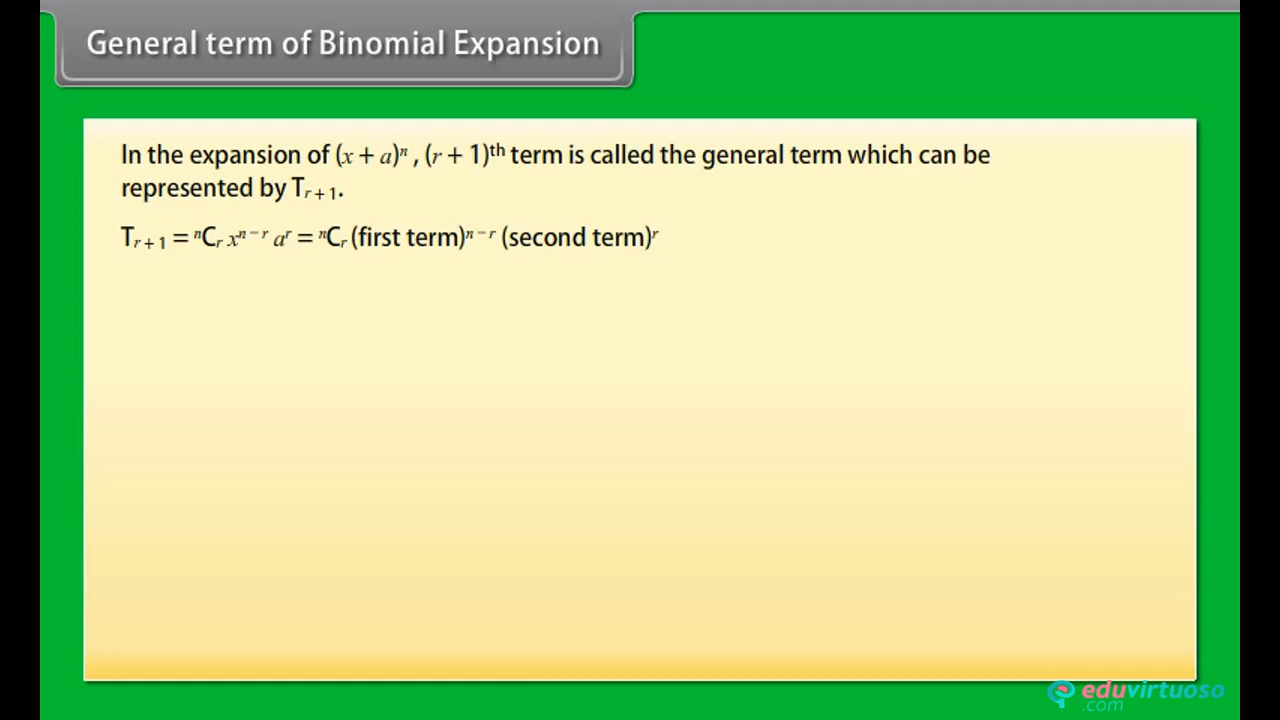 General term of Binomial Expansion
In the expansion of (x + a)ⁿ , (r + 1)ᵗʰ term is called the general term which can be
represented by Tᵣ₊₁.
Tᵣ₊₁ = ⁿCᵣ xⁿ⁻ʳ aʳ = ⁿCᵣ (first term)ⁿ⁻ʳ (second term)ʳ
eduvirtuoso
.com